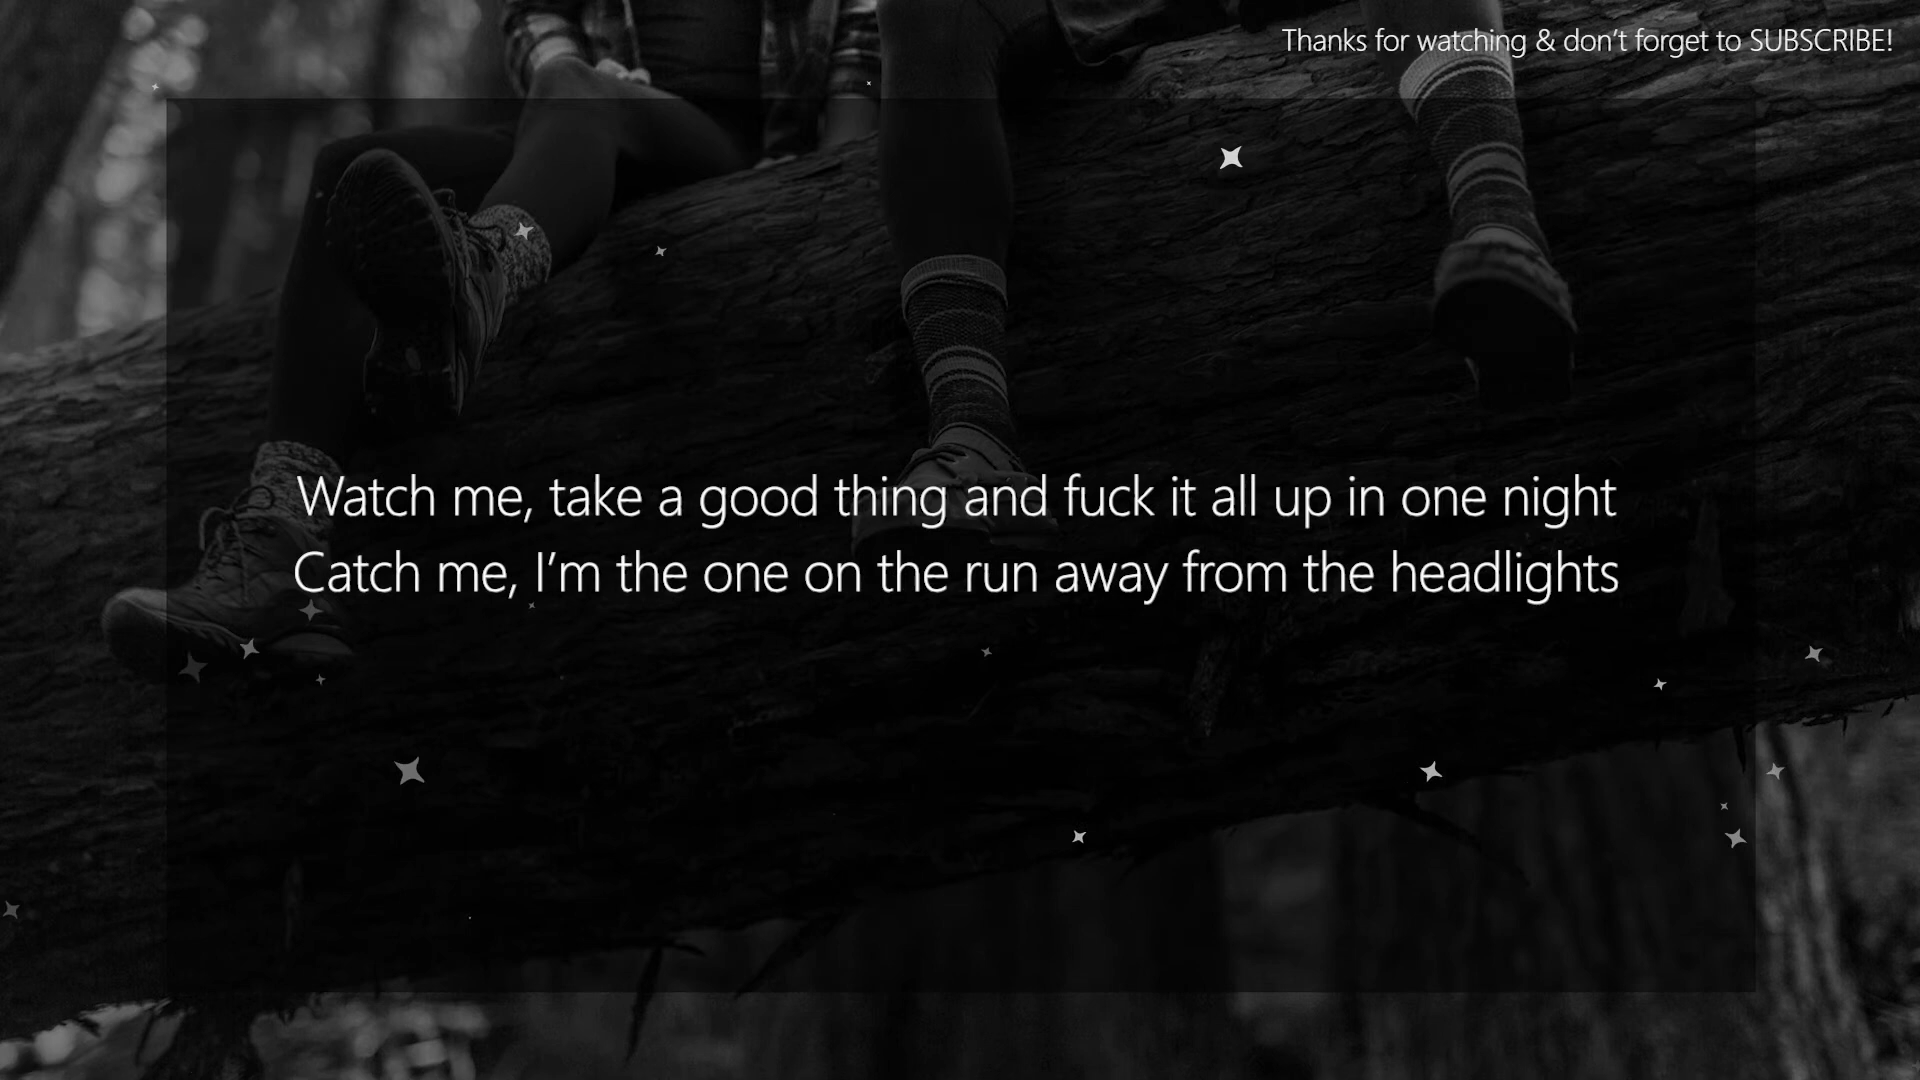 Thanks for watching & don’t forget to SUBSCRIBE!
Watch me, take a good thing and fuck it all up in one night
Catch me, I’m the one on the run away from the headlights